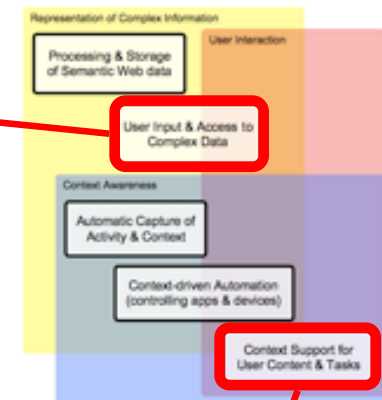 Representation of Complex Information
User Interaction
Processing & Storage
of Semantic Web data
User Input & Access to
Complex Data
Context Awareness
Automatic Capture of
Activity & Context
Context-driven Automation
(controlling apps & devices)
Context Support for
User Content & Tasks